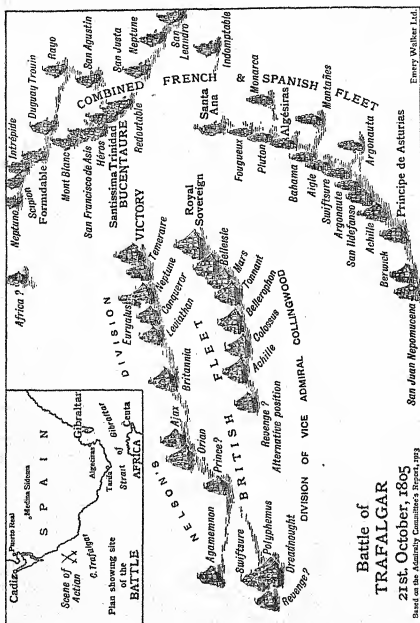 Cadiz
Puerto Real
S P A I N
Medina Sidonia
Scene of Action
C. Trafalgar
Algeciras
Gibraltar
Tarifa
Strait of Gibraltar
Ceuta
AFRICA
Plan showing site
of the
BATTLE
Battle of
TRAFALGAR
21st. October, 1805
Based on the Admiralty Committee's Report, 1913
Africa ?
Neptuno
Scipion
Intrépide
Formidable
Duguay Trouin
Rayo
Mont Blanc
San Francisco de Asis
San Agustin
Héros
Santissima Trinidad
BUCENTAURE
Redoutable
San Justa
Neptune
San Leandro
Indomptable
COMBINED FRENCH & SPANISH FLEET
Santa Ana
Fougueux
Monarca
Pluton
Algésiras
Bahama
Aigle
Montañes
Swiftsure
Argonaute
San Ildefonso
Argonauta
Achille
Principe de Asturias
Berwick
San Juan Neponucena
NELSON'S DIVISION
VICTORY
Temeraire
Euryalus
Neptune
Conqueror
Leviathan
Britannia
Ajax
Orian
Prince?
Agamemnon
BRITISH FLEET
Royal Sovereign
Belleisle
Mars
Tonnant
Bellerophon
Colossus
Achille
Revenge ?
Alternative position
Swiftsure
Polyphemus
Dreadnought
Revenge ?
DIVISION OF VICE ADMIRAL COLLINGWOOD
Emery Walker Ltd.